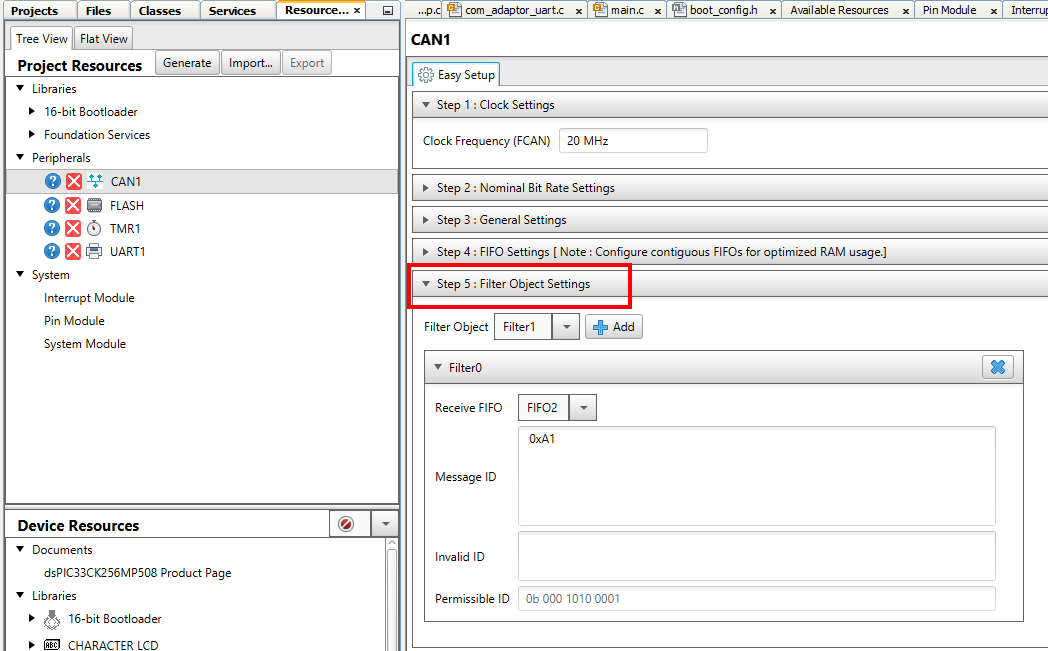 Projects Files Classes Services Resource... ×
Tree View Flat View
Project Resources Generate Import... Export
Libraries
16-bit Bootloader
Foundation Services
Peripherals
? CAN1
? FLASH
? TMR1
? UART1
System
Interrupt Module
Pin Module
System Module
Device Resources
Documents
dsPIC33CK256MP508 Product Page
Libraries
16-bit Bootloader
ABC CHARACTER LCD
...p.c com_adaptor_uart.c × main.c × boot_config.h × Available Resources × Pin Module × Interrup
CAN1
Easy Setup
Step 1 : Clock Settings
Clock Frequency (FCAN) 20 MHz
Step 2 : Nominal Bit Rate Settings
Step 3 : General Settings
Step 4 : FIFO Settings [ Note : Configure contiguous FIFOs for optimized RAM usage.]
Step 5 : Filter Object Settings
Filter Object Filter1 Add
Filter0
Receive FIFO FIFO2
0xA1
Message ID
Invalid ID
Permissible ID 0b 000 1010 0001